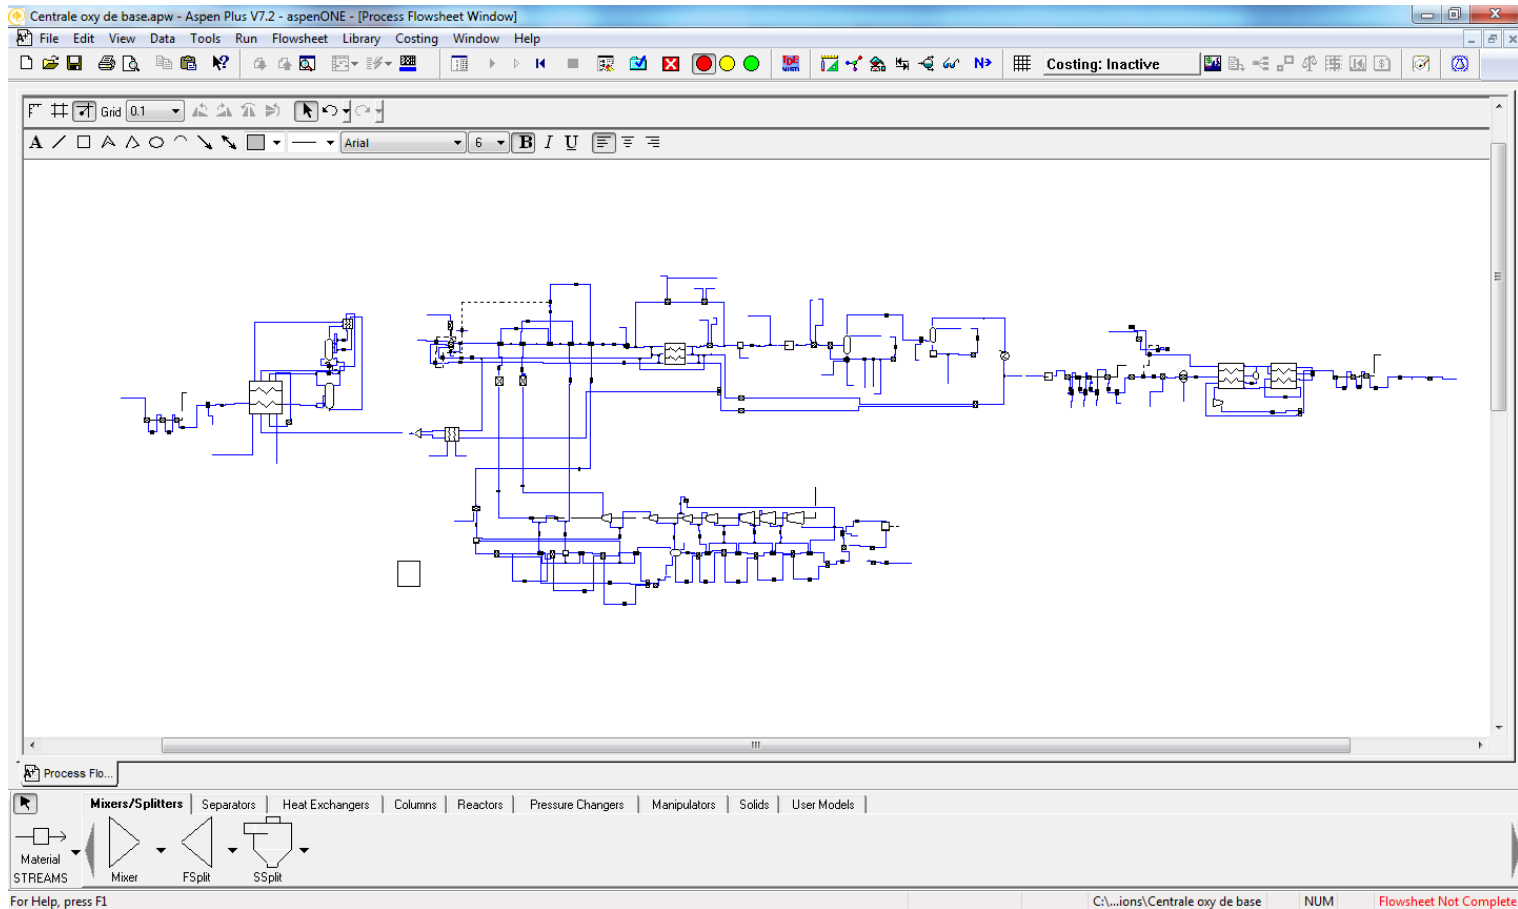 Centrale oxy de base.apw - Aspen Plus V7.2 - aspenONE - [Process Flowsheet Window]
File Edit View Data Tools Run Flowsheet Library Costing Window Help
N> Costing: Inactive
Grid 0.1
A Arial 6 B I U
Process Flo...
Mixers/Splitters Separators Heat Exchangers Columns Reactors Pressure Changers Manipulators Solids User Models
Material
STREAMS Mixer FSplit SSplit
For Help, press F1 C:\...ions\Centrale oxy de base NUM Flowsheet Not Complete